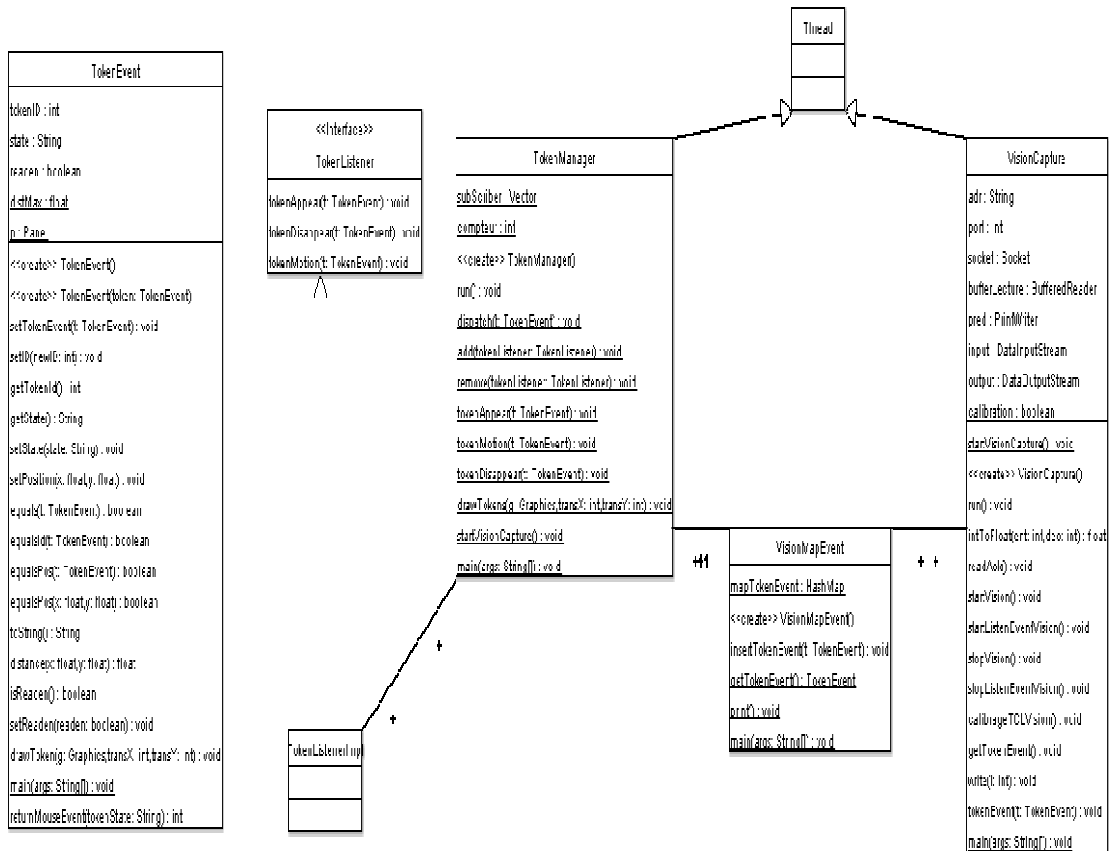 Thread
TokenEvent
tokenID : int
state : String
readen : boolean
distMax : float
p : Pane
<<create>> TokenEvent()
<<create>> TokenEvent(token: TokenEvent)
setTokenEvent(t: TokenEvent) : void
setID(newID: int) : void
getTokenId() : int
getState() : String
setState(state: String) : void
setPosition(x: float,y: float) : void
equals(t: TokenEvent) : boolean
equalsId(t: TokenEvent) : boolean
equalsPos(t: TokenEvent) : boolean
equalsPos(x: float,y: float) : boolean
toString() : String
distance(x: float,y: float) : float
isReaden() : boolean
setReaden(readen: boolean) : void
drawToken(g: Graphics,transX: int,transY: int) : void
main(args: String[]) : void
returnMouseEvent(tokenState: String) : int
<<Interface>>
TokenListener
tokenAppear(t: TokenEvent) : void
tokenDisappear(t: TokenEvent) : void
tokenMotion(t: TokenEvent) : void
TokenManager
subScriber : Vector
compteur : int
<<create>> TokenManager()
run() : void
dispatch(t: TokenEvent) : void
add(tokenListener: TokenListener) : void
remove(tokenListener: TokenListener) : void
tokenAppear(t: TokenEvent) : void
tokenMotion(t: TokenEvent) : void
tokenDisappear(t: TokenEvent) : void
drawTokens(g: Graphics,transX: int,transY: int) : void
startVisionCapture() : void
main(args: String[]) : void
VisionCapture
adr : String
port : int
socket : Socket
bufferLecture : BufferedReader
pred : PrintWriter
input : DataInputStream
output : DataOutputStream
calibration : boolean
startVisionCapture() : void
<<create>> VisionCapture()
run() : void
intToFloat(ent: int,dec: int) : float
: void
startVision() : void
startListenEventVision() : void
stopVision() : void
stopListenEventVision() : void
calibrageTCLVision() : void
getTokenEvent() : void
write(t: int) : void
tokenEvent(t: TokenEvent) : void
main(args: String[]) : void
VisionMapEvent
mapTokenEvent : HashMap
<<create>> VisionMapEvent()
insertTokenEvent(t: TokenEvent) : void
getTokenEvent() : TokenEvent
print() : void
main(args: String[]) : void
TokenListenerImpl